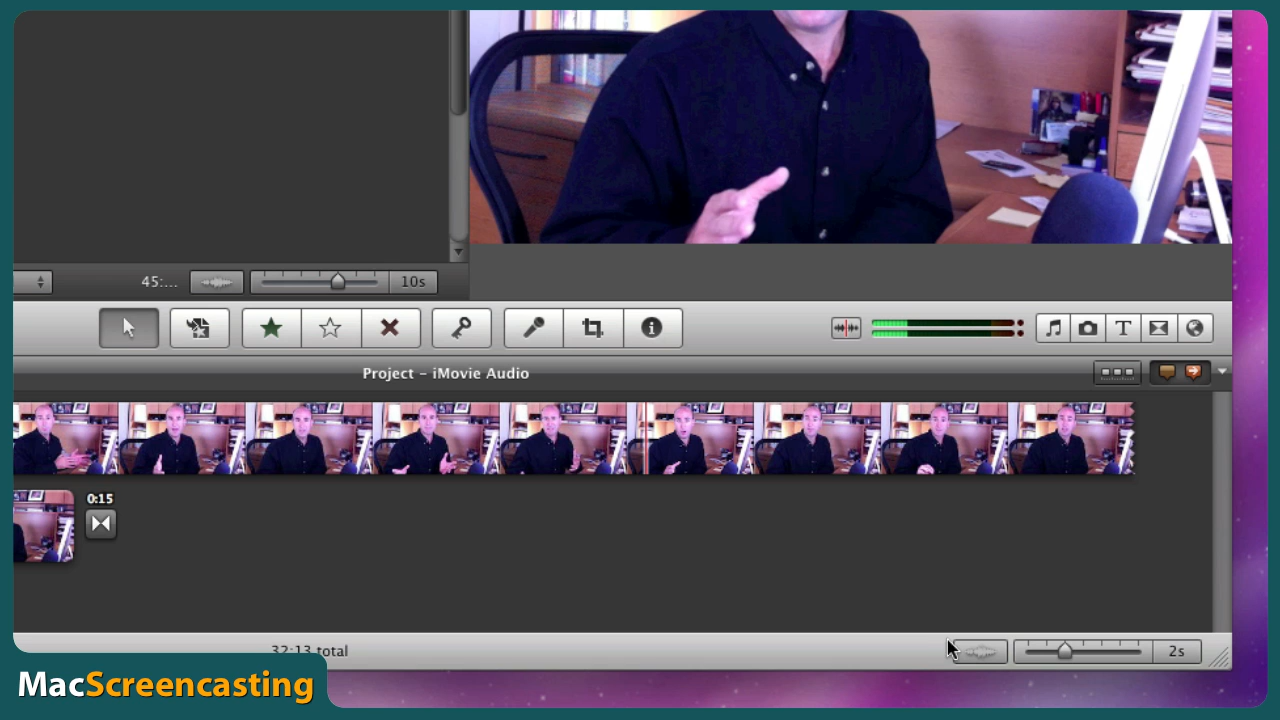 45:...
10s
Project – iMovie Audio
0:15
32:13 total
2s
MacScreencasting